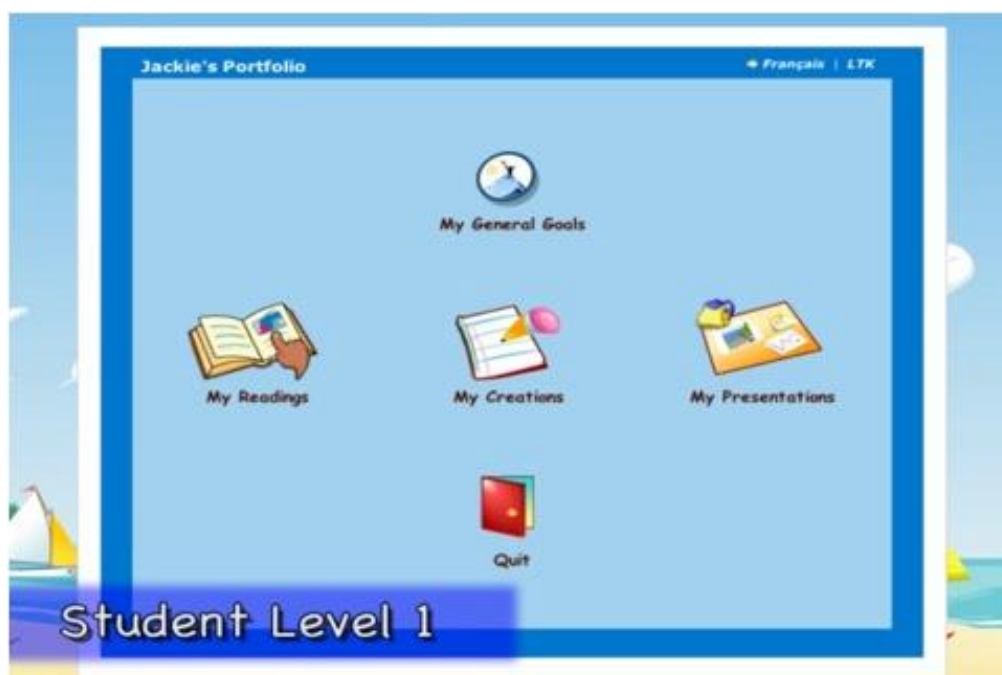 Jackie's Portfolio
Français | LTK
My General Goals
My Readings
My Creations
My Presentations
Quit
Student Level 1